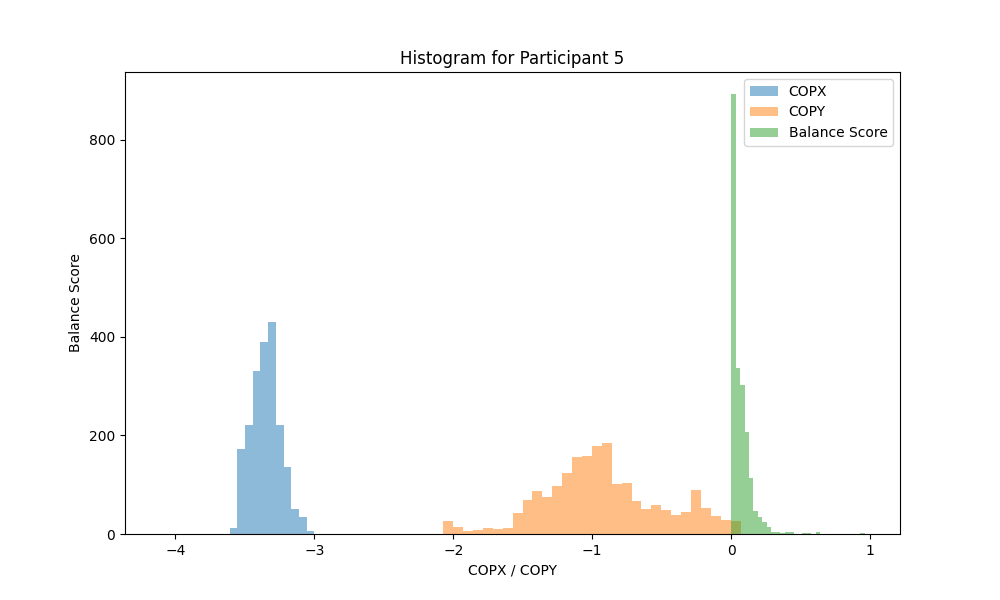 Histogram for Participant 5
COPX
COPY
Balance Score
Balance Score
800
600
400
200
0
−4
−3
−2
−1
0
1
COPX / COPY